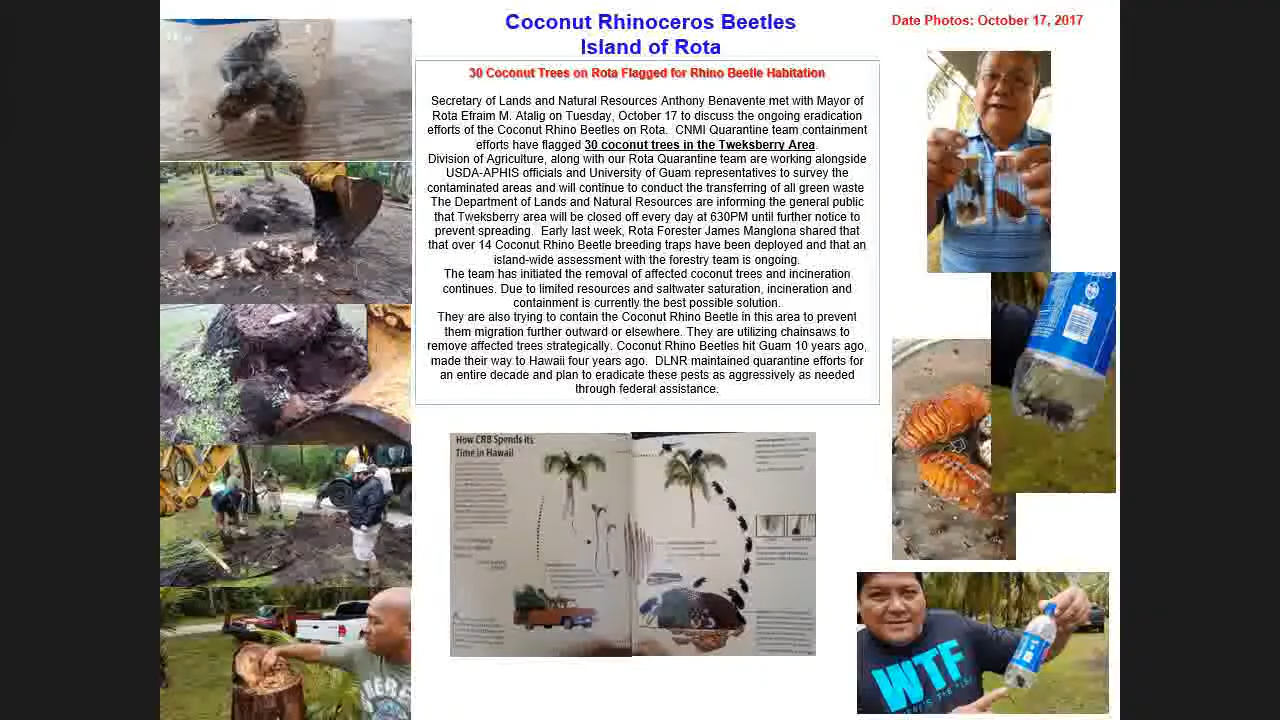 Coconut Rhinoceros Beetles
Island of Rota
Date Photos: October 17, 2017
30 Coconut Trees on Rota Flagged for Rhino Beetle Habitation
Secretary of Lands and Natural Resources Anthony Benavente met with Mayor of
Rota Efraim M. Atalig on Tuesday, October 17 to discuss the ongoing eradication
efforts of the Coconut Rhino Beetles on Rota. CNMI Quarantine team containment
efforts have flagged 30 coconut trees in the Tweksberry Area.
Division of Agriculture, along with our Rota Quarantine team are working alongside
USDA-APHIS officials and University of Guam representatives to survey the
contaminated areas and will continue to conduct the transferring of all green waste
The Department of Lands and Natural Resources are informing the general public
that Tweksberry area will be closed off every day at 630PM until further notice to
prevent spreading. Early last week, Rota Forester James Manglona shared that
that over 14 Coconut Rhino Beetle breeding traps have been deployed and that an
island-wide assessment with the forestry team is ongoing.
The team has initiated the removal of affected coconut trees and incineration
continues. Due to limited resources and saltwater saturation, incineration and
containment is currently the best possible solution.
They are also trying to contain the Coconut Rhino Beetle in this area to prevent
them migration further outward or elsewhere. They are utilizing chainsaws to
remove affected trees strategically. Coconut Rhino Beetles hit Guam 10 years ago,
made their way to Hawaii four years ago. DLNR maintained quarantine efforts for
an entire decade and plan to eradicate these pests as aggressively as needed
through federal assistance.
How CRB Spends its
Time in Hawaii
WTF